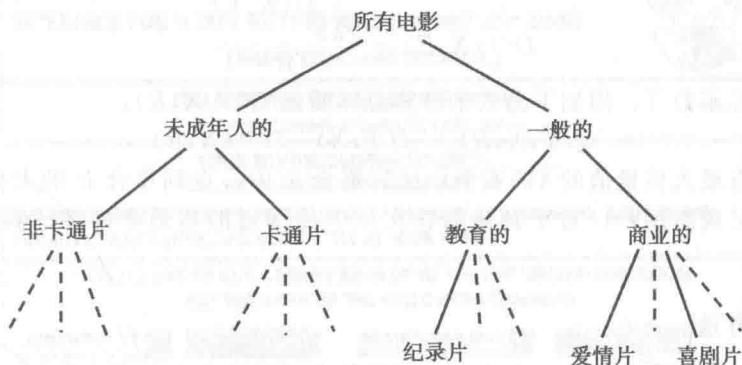 所有电影
未成年人的 一般的
非卡通片 卡通片 教育的 商业的
纪录片 爱情片 喜剧片